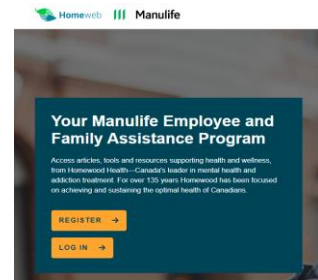 Homeweb Manulife
Your Manulife Employee and
Family Assistance Program
Access articles, tools and resources supporting health and wellness,
from Homewood Health—Canada's leader in mental health and
addiction treatment. For over 135 years Homewood has been focused
on achieving and sustaining the optimal health of Canadians.
REGISTER →
LOG IN →